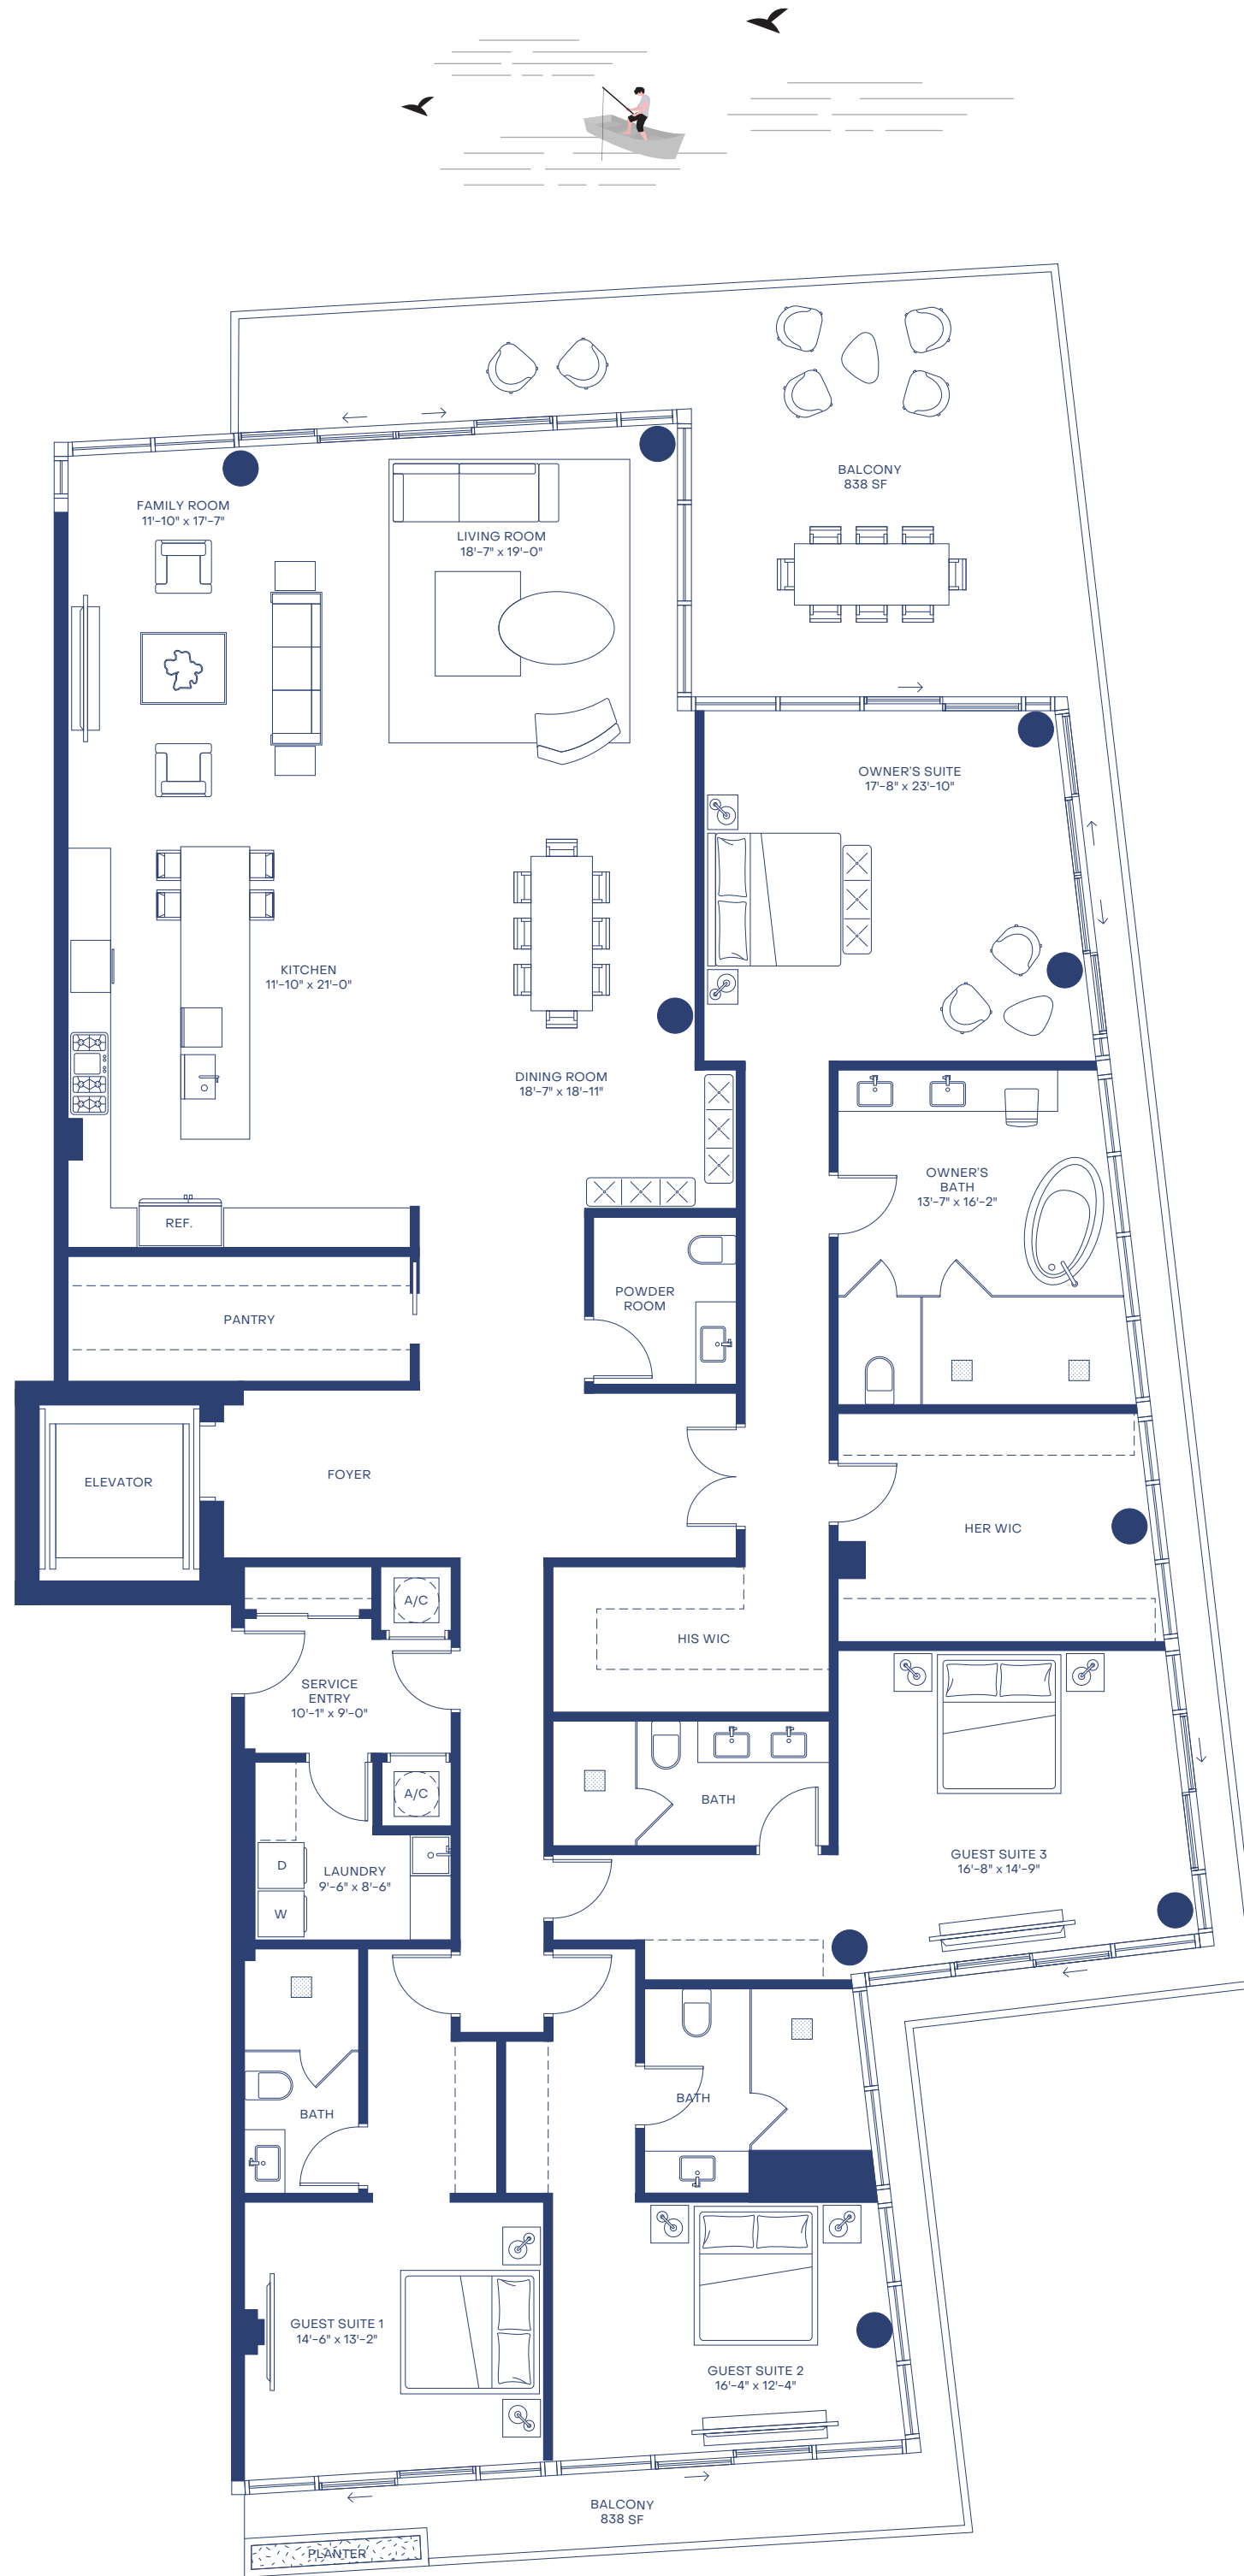 BALCONY
838 SF
FAMILY ROOM
11'-10" x 17'-7"
LIVING ROOM
18'-7" x 19'-0"
OWNER'S SUITE
17'-8" x 23'-10"
KITCHEN
11'-10" x 21'-0"
DINING ROOM
18'-7" x 18'-11"
OWNER'S
BATH
13'-7" x 16'-2"
REF.
POWDER
ROOM
PANTRY
ELEVATOR
FOYER
HER WIC
A/C
HIS WIC
SERVICE
ENTRY
10'-1" x 9'-0"
A/C
BATH
GUEST SUITE 3
16'-8" x 14'-9"
D
LAUNDRY
9'-6" x 8'-6"
W
BATH
BATH
GUEST SUITE 1
14'-6" x 13'-2"
GUEST SUITE 2
16'-4" x 12'-4"
BALCONY
838 SF
PLANTER